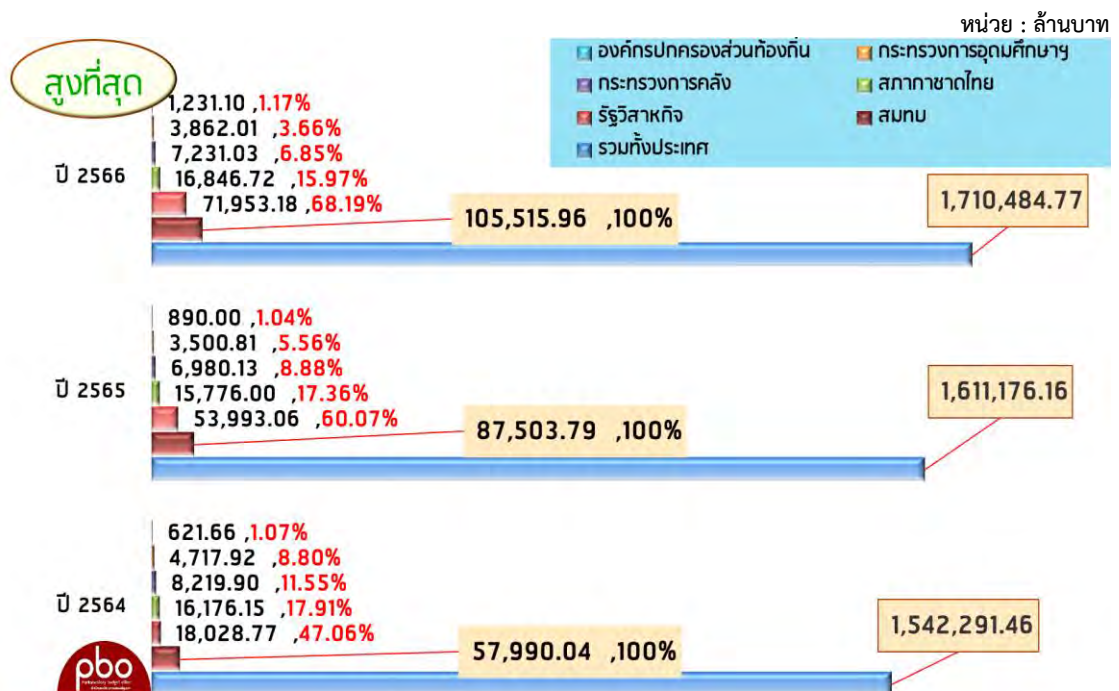 หน่วย : ล้านบาท
องค์กรปกครองส่วนท้องถิ่น
กระทรวงการอุดมศึกษาฯ
กระทรวงการคลัง
สภากาชาดไทย
รัฐวิสาหกิจ
สมทบ
รวมทั้งประเทศ
สูงที่สุด
ปี 2566
1,231.10 ,1.17%
3,862.01 ,3.66%
7,231.03 ,6.85%
16,846.72 ,15.97%
71,953.18 ,68.19%
105,515.96 ,100%
1,710,484.77
ปี 2565
890.00 ,1.04%
3,500.81 ,5.56%
6,980.13 ,8.88%
15,776.00 ,17.36%
53,993.06 ,60.07%
87,503.79 ,100%
1,611,176.16
ปี 2564
621.66 ,1.07%
4,717.92 ,8.80%
8,219.90 ,11.55%
16,176.15 ,17.91%
18,028.77 ,47.06%
57,990.04 ,100%
1,542,291.46
pbo